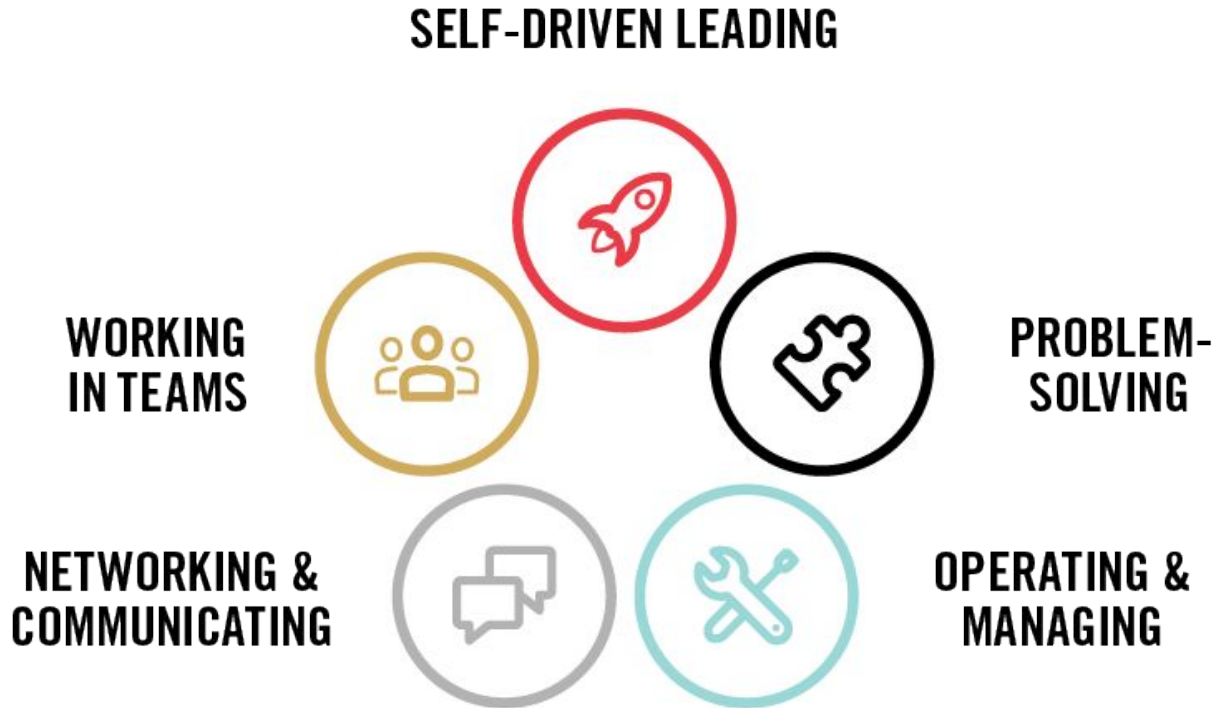 SELF-DRIVEN LEADING
WORKING
IN TEAMS
PROBLEM-
SOLVING
NETWORKING &
COMMUNICATING
OPERATING &
MANAGING